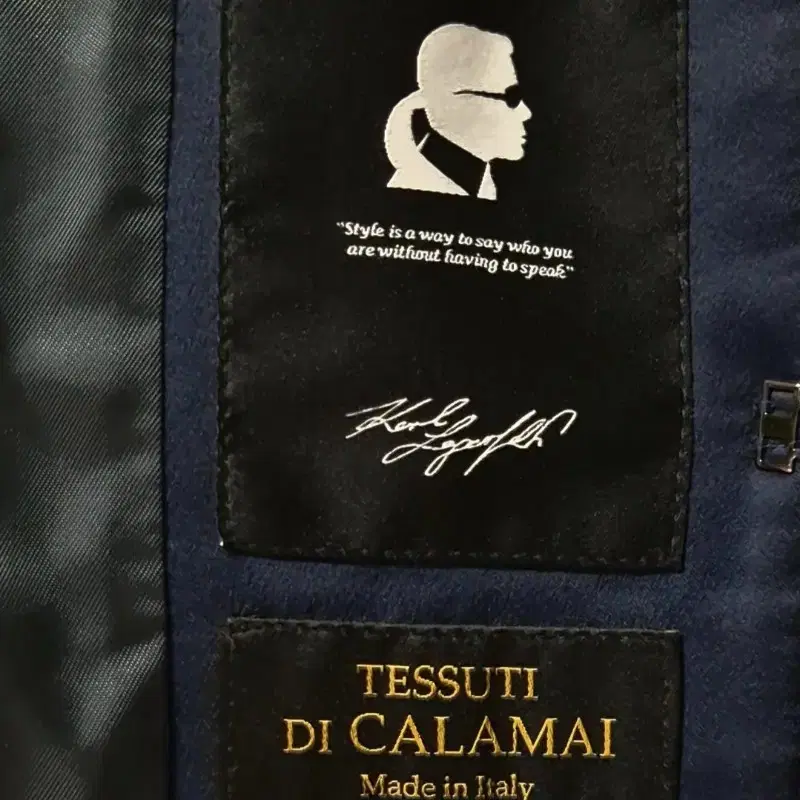 "Style is a way to say who you
are without having to speak"
Karl Lagerfeld
TESSUTI
DI CALAMAI
Made in Italy